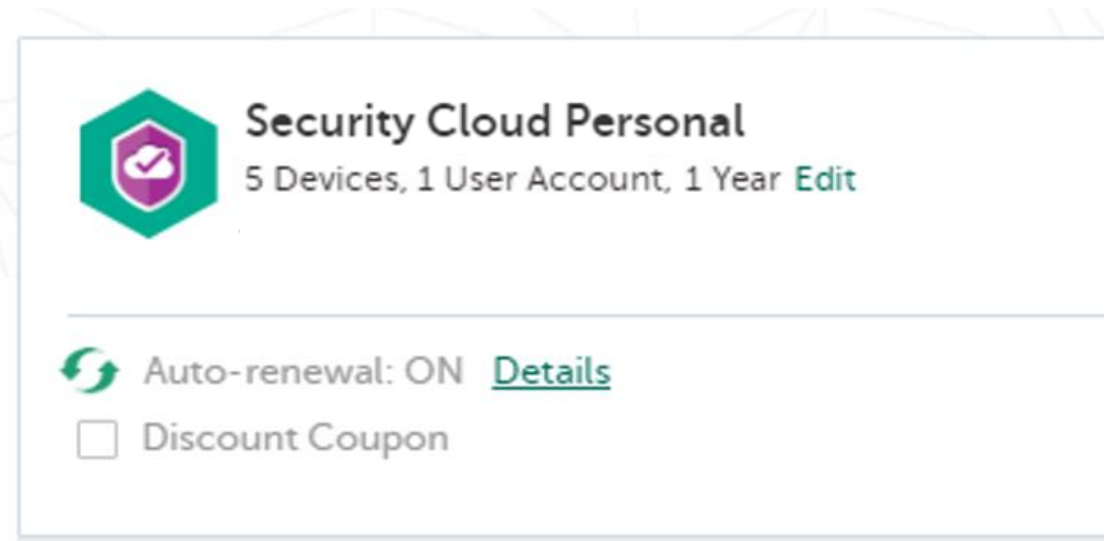 Security Cloud Personal
5 Devices, 1 User Account, 1 Year Edit
Auto-renewal: ON Details
Discount Coupon